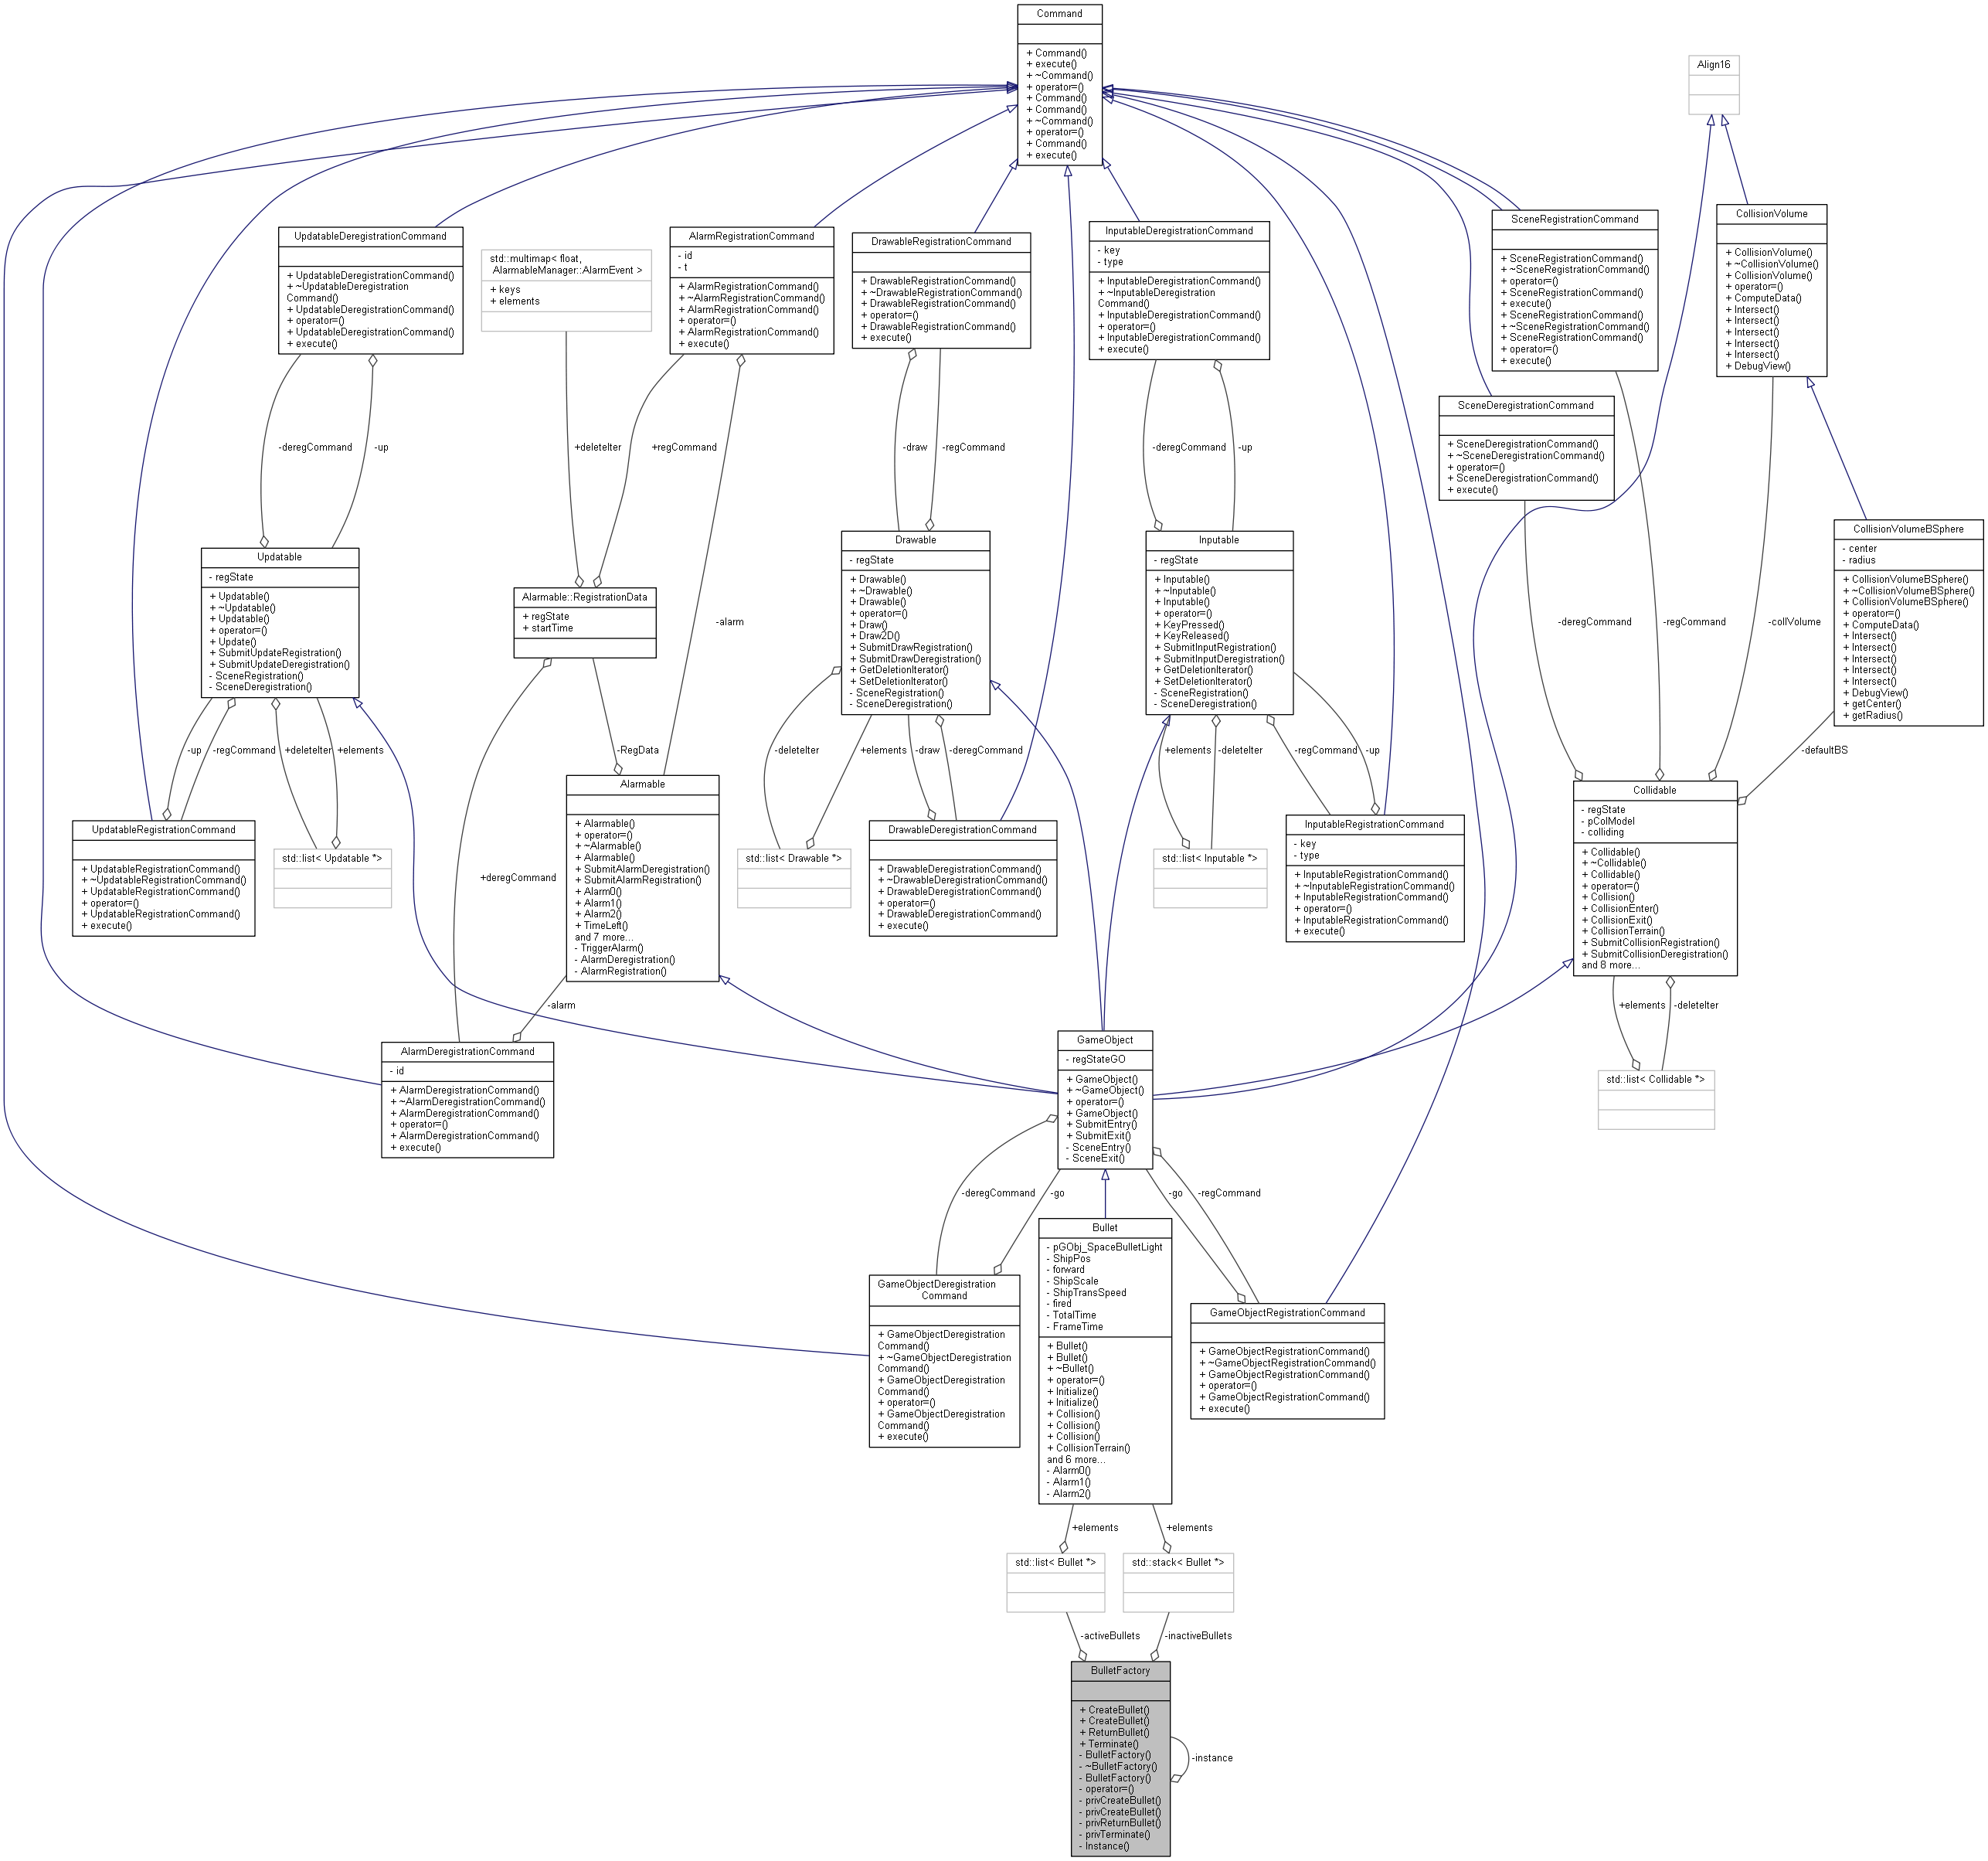 Command
+ Command()
+ execute()
+ ~Command()
+ operator=()
+ Command()
+ Command()
+ ~Command()
+ operator=()
+ Command()
+ execute()
Align16
UpdatableDeregistrationCommand
+ UpdatableDeregistrationCommand()
+ ~UpdatableDeregistration
Command()
+ UpdatableDeregistrationCommand()
+ operator=()
+ UpdatableDeregistrationCommand()
+ execute()
std::multimap< float,
AlarmableManager::AlarmEvent >
+ keys
+ elements
AlarmRegistrationCommand
- id
- t
+ AlarmRegistrationCommand()
+ ~AlarmRegistrationCommand()
+ AlarmRegistrationCommand()
+ operator=()
+ AlarmRegistrationCommand()
+ execute()
DrawableRegistrationCommand
+ DrawableRegistrationCommand()
+ ~DrawableRegistrationCommand()
+ DrawableRegistrationCommand()
+ operator=()
+ DrawableRegistrationCommand()
+ execute()
InputableDeregistrationCommand
- key
- type
+ InputableDeregistrationCommand()
+ ~InputableDeregistration
Command()
+ InputableDeregistrationCommand()
+ operator=()
+ InputableDeregistrationCommand()
+ execute()
SceneRegistrationCommand
+ SceneRegistrationCommand()
+ ~SceneRegistrationCommand()
+ operator=()
+ SceneRegistrationCommand()
+ execute()
+ SceneRegistrationCommand()
+ ~SceneRegistrationCommand()
+ SceneRegistrationCommand()
+ operator=()
+ execute()
CollisionVolume
+ CollisionVolume()
+ ~CollisionVolume()
+ CollisionVolume()
+ operator=()
+ ComputeData()
+ Intersect()
+ Intersect()
+ Intersect()
+ Intersect()
+ Intersect()
+ DebugView()
SceneDeregistrationCommand
+ SceneDeregistrationCommand()
+ ~SceneDeregistrationCommand()
+ operator=()
+ SceneDeregistrationCommand()
+ execute()
-deregCommand
-up
+deleteIter
+regCommand
-draw
-regCommand
-deregCommand
-up
CollisionVolumeBSphere
- center
- radius
+ CollisionVolumeBSphere()
+ ~CollisionVolumeBSphere()
+ CollisionVolumeBSphere()
+ operator=()
+ ComputeData()
+ Intersect()
+ Intersect()
+ Intersect()
+ Intersect()
+ Intersect()
+ DebugView()
+ getCenter()
+ getRadius()
Updatable
- regState
+ Updatable()
+ ~Updatable()
+ Updatable()
+ operator=()
+ Update()
+ SubmitUpdateRegistration()
+ SubmitUpdateDeregistration()
- SceneRegistration()
- SceneDeregistration()
Alarmable::RegistrationData
+ regState
+ startTime
-alarm
Drawable
- regState
+ Drawable()
+ ~Drawable()
+ Drawable()
+ operator=()
+ Draw()
+ Draw2D()
+ SubmitDrawRegistration()
+ SubmitDrawDeregistration()
+ GetDeletionIterator()
+ SetDeletionIterator()
- SceneRegistration()
- SceneDeregistration()
Inputable
- regState
+ Inputable()
+ ~Inputable()
+ Inputable()
+ operator=()
+ KeyPressed()
+ KeyReleased()
+ SubmitInputRegistration()
+ SubmitInputDeregistration()
+ GetDeletionIterator()
+ SetDeletionIterator()
- SceneRegistration()
- SceneDeregistration()
-deregCommand
-regCommand
-collVolume
-up
-regCommand
+deleteIter
+elements
-RegData
-deleteIter
+elements
-draw
-deregCommand
+elements
-deleteIter
-regCommand
-up
-defaultBS
UpdatableRegistrationCommand
+ UpdatableRegistrationCommand()
+ ~UpdatableRegistrationCommand()
+ UpdatableRegistrationCommand()
+ operator=()
+ UpdatableRegistrationCommand()
+ execute()
std::list< Updatable *>
+deregCommand
Alarmable
+ Alarmable()
+ operator=()
+ ~Alarmable()
+ Alarmable()
+ SubmitAlarmDeregistration()
+ SubmitAlarmRegistration()
+ Alarm0()
+ Alarm1()
+ Alarm2()
+ TimeLeft()
and 7 more...
- TriggerAlarm()
- AlarmDeregistration()
- AlarmRegistration()
std::list< Drawable *>
DrawableDeregistrationCommand
+ DrawableDeregistrationCommand()
+ ~DrawableDeregistrationCommand()
+ DrawableDeregistrationCommand()
+ operator=()
+ DrawableDeregistrationCommand()
+ execute()
std::list< Inputable *>
InputableRegistrationCommand
- key
- type
+ InputableRegistrationCommand()
+ ~InputableRegistrationCommand()
+ InputableRegistrationCommand()
+ operator=()
+ InputableRegistrationCommand()
+ execute()
Collidable
- regState
- pColModel
- colliding
+ Collidable()
+ ~Collidable()
+ Collidable()
+ operator=()
+ Collision()
+ CollisionEnter()
+ CollisionExit()
+ CollisionTerrain()
+ SubmitCollisionRegistration()
+ SubmitCollisionDeregistration()
and 8 more...
-alarm
+elements
-deleteIter
AlarmDeregistrationCommand
- id
+ AlarmDeregistrationCommand()
+ ~AlarmDeregistrationCommand()
+ AlarmDeregistrationCommand()
+ operator=()
+ AlarmDeregistrationCommand()
+ execute()
GameObject
- regStateGO
+ GameObject()
+ ~GameObject()
+ operator=()
+ GameObject()
+ SubmitEntry()
+ SubmitExit()
- SceneEntry()
- SceneExit()
std::list< Collidable *>
-deregCommand
-go
-go
-regCommand
GameObjectDeregistration
Command
+ GameObjectDeregistration
Command()
+ ~GameObjectDeregistration
Command()
+ GameObjectDeregistration
Command()
+ operator=()
+ GameObjectDeregistration
Command()
+ execute()
Bullet
- pGObj_SpaceBulletLight
- ShipPos
- forward
- ShipScale
- ShipTransSpeed
- fired
- TotalTime
- FrameTime
+ Bullet()
+ Bullet()
+ ~Bullet()
+ operator=()
+ Initialize()
+ Initialize()
+ Collision()
+ Collision()
+ Collision()
+ CollisionTerrain()
and 6 more...
- Alarm0()
- Alarm1()
- Alarm2()
GameObjectRegistrationCommand
+ GameObjectRegistrationCommand()
+ ~GameObjectRegistrationCommand()
+ GameObjectRegistrationCommand()
+ operator=()
+ GameObjectRegistrationCommand()
+ execute()
+elements
+elements
std::list< Bullet *>
std::stack< Bullet *>
-activeBullets
-inactiveBullets
BulletFactory
+ CreateBullet()
+ CreateBullet()
+ ReturnBullet()
+ Terminate()
- BulletFactory()
- ~BulletFactory()
- BulletFactory()
- operator=()
- privCreateBullet()
- privCreateBullet()
- privReturnBullet()
- privTerminate()
- Instance()
-instance